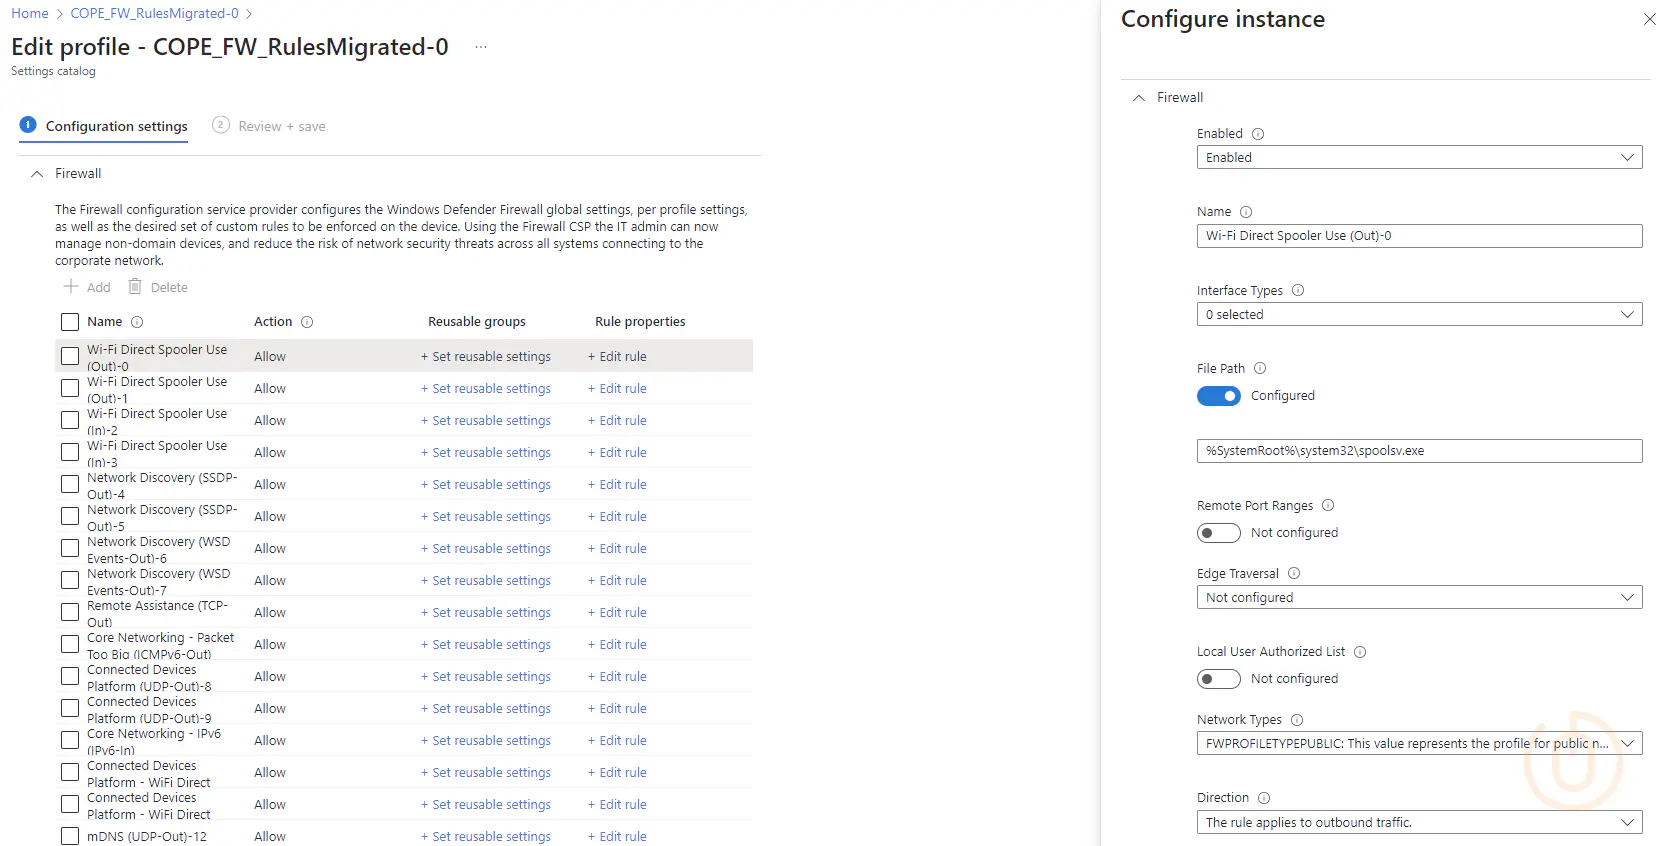 Home > COPE_FW_RulesMigrated-0 >
Edit profile - COPE_FW_RulesMigrated-0 ...
Settings catalog
1 Configuration settings 2 Review + save
Firewall
The Firewall configuration service provider configures the Windows Defender Firewall global settings, per profile settings,
as well as the desired set of custom rules to be enforced on the device. Using the Firewall CSP the IT admin can now
manage non-domain devices, and reduce the risk of network security threats across all systems connecting to the
corporate network.
+ Add Delete
Name Action Reusable groups Rule properties
Wi-Fi Direct Spooler Use
(Out)-0
Allow + Set reusable settings + Edit rule
Wi-Fi Direct Spooler Use
(Out)-1
Allow + Set reusable settings + Edit rule
Wi-Fi Direct Spooler Use
(In)-2
Allow + Set reusable settings + Edit rule
Wi-Fi Direct Spooler Use
(In)-3
Allow + Set reusable settings + Edit rule
Network Discovery (SSDP-
Out)-4
Allow + Set reusable settings + Edit rule
Network Discovery (SSDP-
Out)-5
Allow + Set reusable settings + Edit rule
Network Discovery (WSD
Events-Out)-6
Allow + Set reusable settings + Edit rule
Network Discovery (WSD
Events-Out)-7
Allow + Set reusable settings + Edit rule
Remote Assistance (TCP-
Out)
Allow + Set reusable settings + Edit rule
Core Networking - Packet
Too Big (ICMPv6-Out)
Allow + Set reusable settings + Edit rule
Connected Devices
Platform (UDP-Out)-8
Allow + Set reusable settings + Edit rule
Connected Devices
Platform (UDP-Out)-9
Allow + Set reusable settings + Edit rule
Core Networking - IPv6
(IPv6-In)
Allow + Set reusable settings + Edit rule
Connected Devices
Platform - WiFi Direct
Allow + Set reusable settings + Edit rule
Connected Devices
Platform - WiFi Direct
Allow + Set reusable settings + Edit rule
mDNS (UDP-Out)-12
Allow + Set reusable settings + Edit rule
Configure instance
Firewall
Enabled
Enabled
Name
Wi-Fi Direct Spooler Use (Out)-0
Interface Types
0 selected
File Path
Configured
%SystemRoot%\system32\spoolsv.exe
Remote Port Ranges
Not configured
Edge Traversal
Not configured
Local User Authorized List
Not configured
Network Types
FWPROFILETYPEPUBLIC: This value represents the profile for public n...
Direction
The rule applies to outbound traffic.